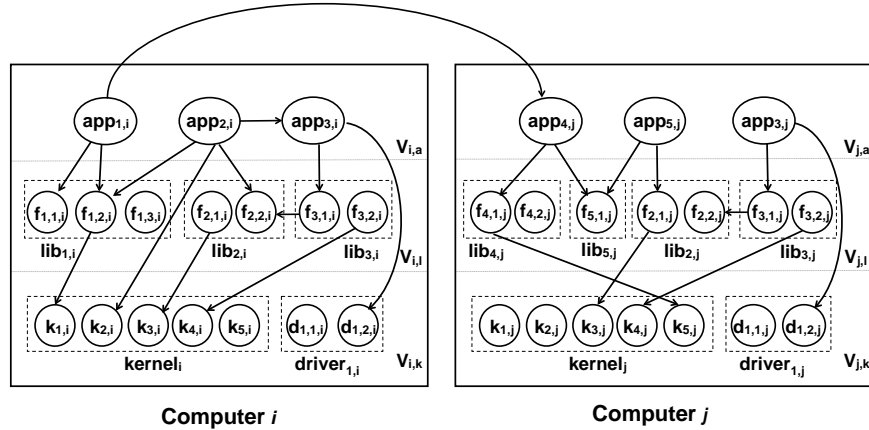 app1,i app2,i app3,i Vi,a
app4,j app5,j app3,j Vj,a
f1,1,i f1,2,i f1,3,i f2,1,i f2,2,i f3,1,i f3,2,i
lib1,i lib2,i lib3,i Vi,l
f4,1,j f4,2,j f5,1,j f2,1,j f2,2,j f3,1,j f3,2,j
lib4,j lib5,j lib2,j lib3,j Vj,l
k1,i k2,i k3,i k4,i k5,i d1,1,i d1,2,i
kerneli driver1,i Vi,k
k1,j k2,j k3,j k4,j k5,j d1,1,j d1,2,j
kernelj driver1,j Vj,k
Computer i
Computer j